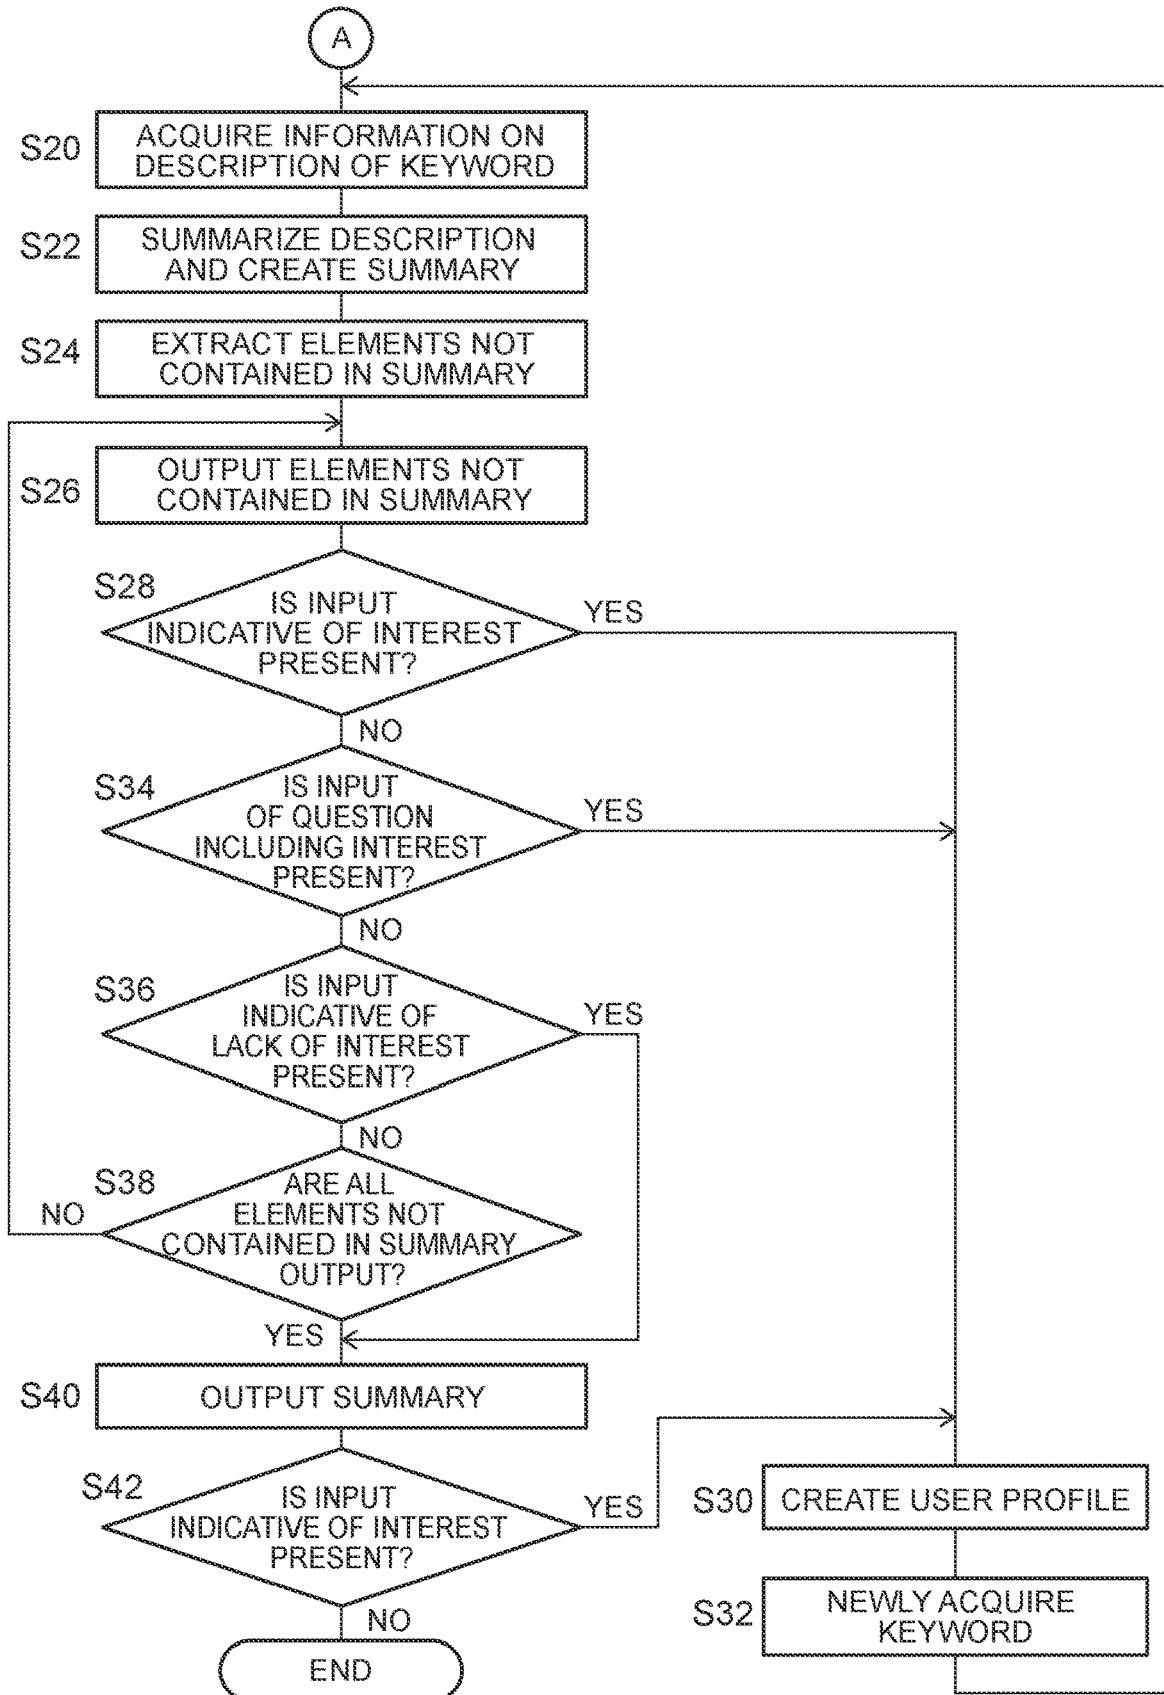 A
S20
ACQUIRE INFORMATION ON
DESCRIPTION OF KEYWORD
S22
SUMMARIZE DESCRIPTION
AND CREATE SUMMARY
S24
EXTRACT ELEMENTS NOT
CONTAINED IN SUMMARY
S26
OUTPUT ELEMENTS NOT
CONTAINED IN SUMMARY
S28
IS INPUT
INDICATIVE OF INTEREST
PRESENT?
YES
NO
S34
IS INPUT
OF QUESTION
INCLUDING INTEREST
PRESENT?
YES
NO
S36
IS INPUT
INDICATIVE OF
LACK OF INTEREST
PRESENT?
YES
NO
S38
ARE ALL
ELEMENTS NOT
CONTAINED IN SUMMARY
OUTPUT?
NO
YES
S40
OUTPUT SUMMARY
S42
IS INPUT
INDICATIVE OF INTEREST
PRESENT?
YES
NO
END
S30
CREATE USER PROFILE
S32
NEWLY ACQUIRE
KEYWORD